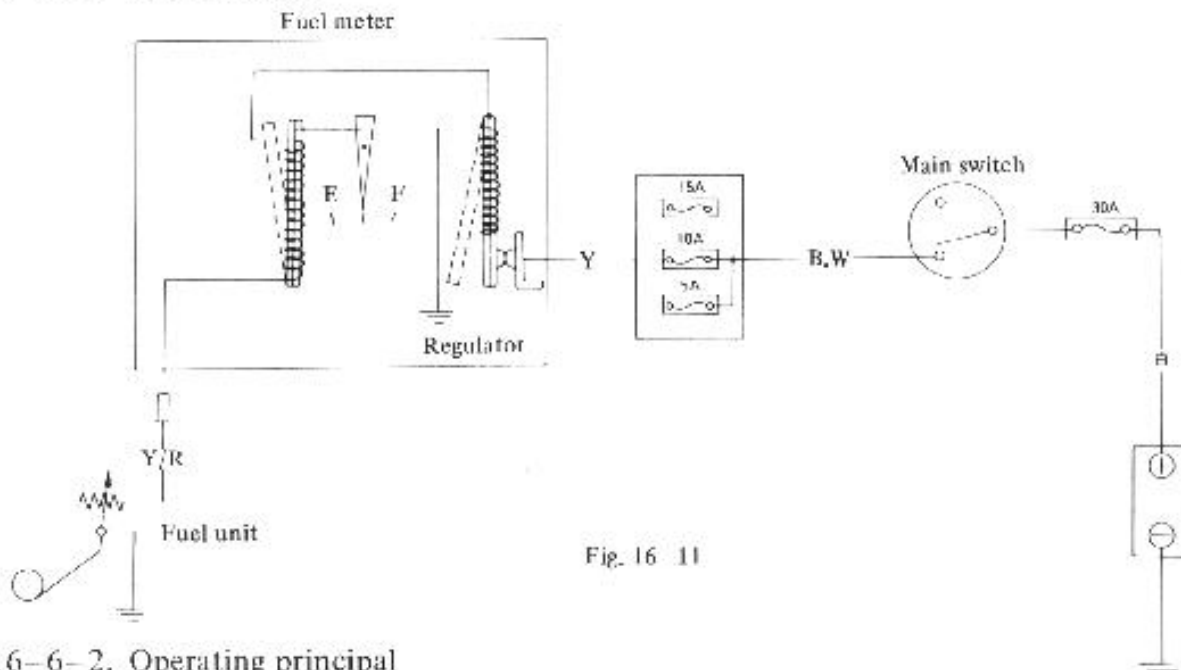 Fuel meter
E
F
Regulator
Y
15A
10A
5A
B.W
Main switch
30A
B
Y/R
Fuel unit
Fig. 16 11
6-6-2. Operating principal